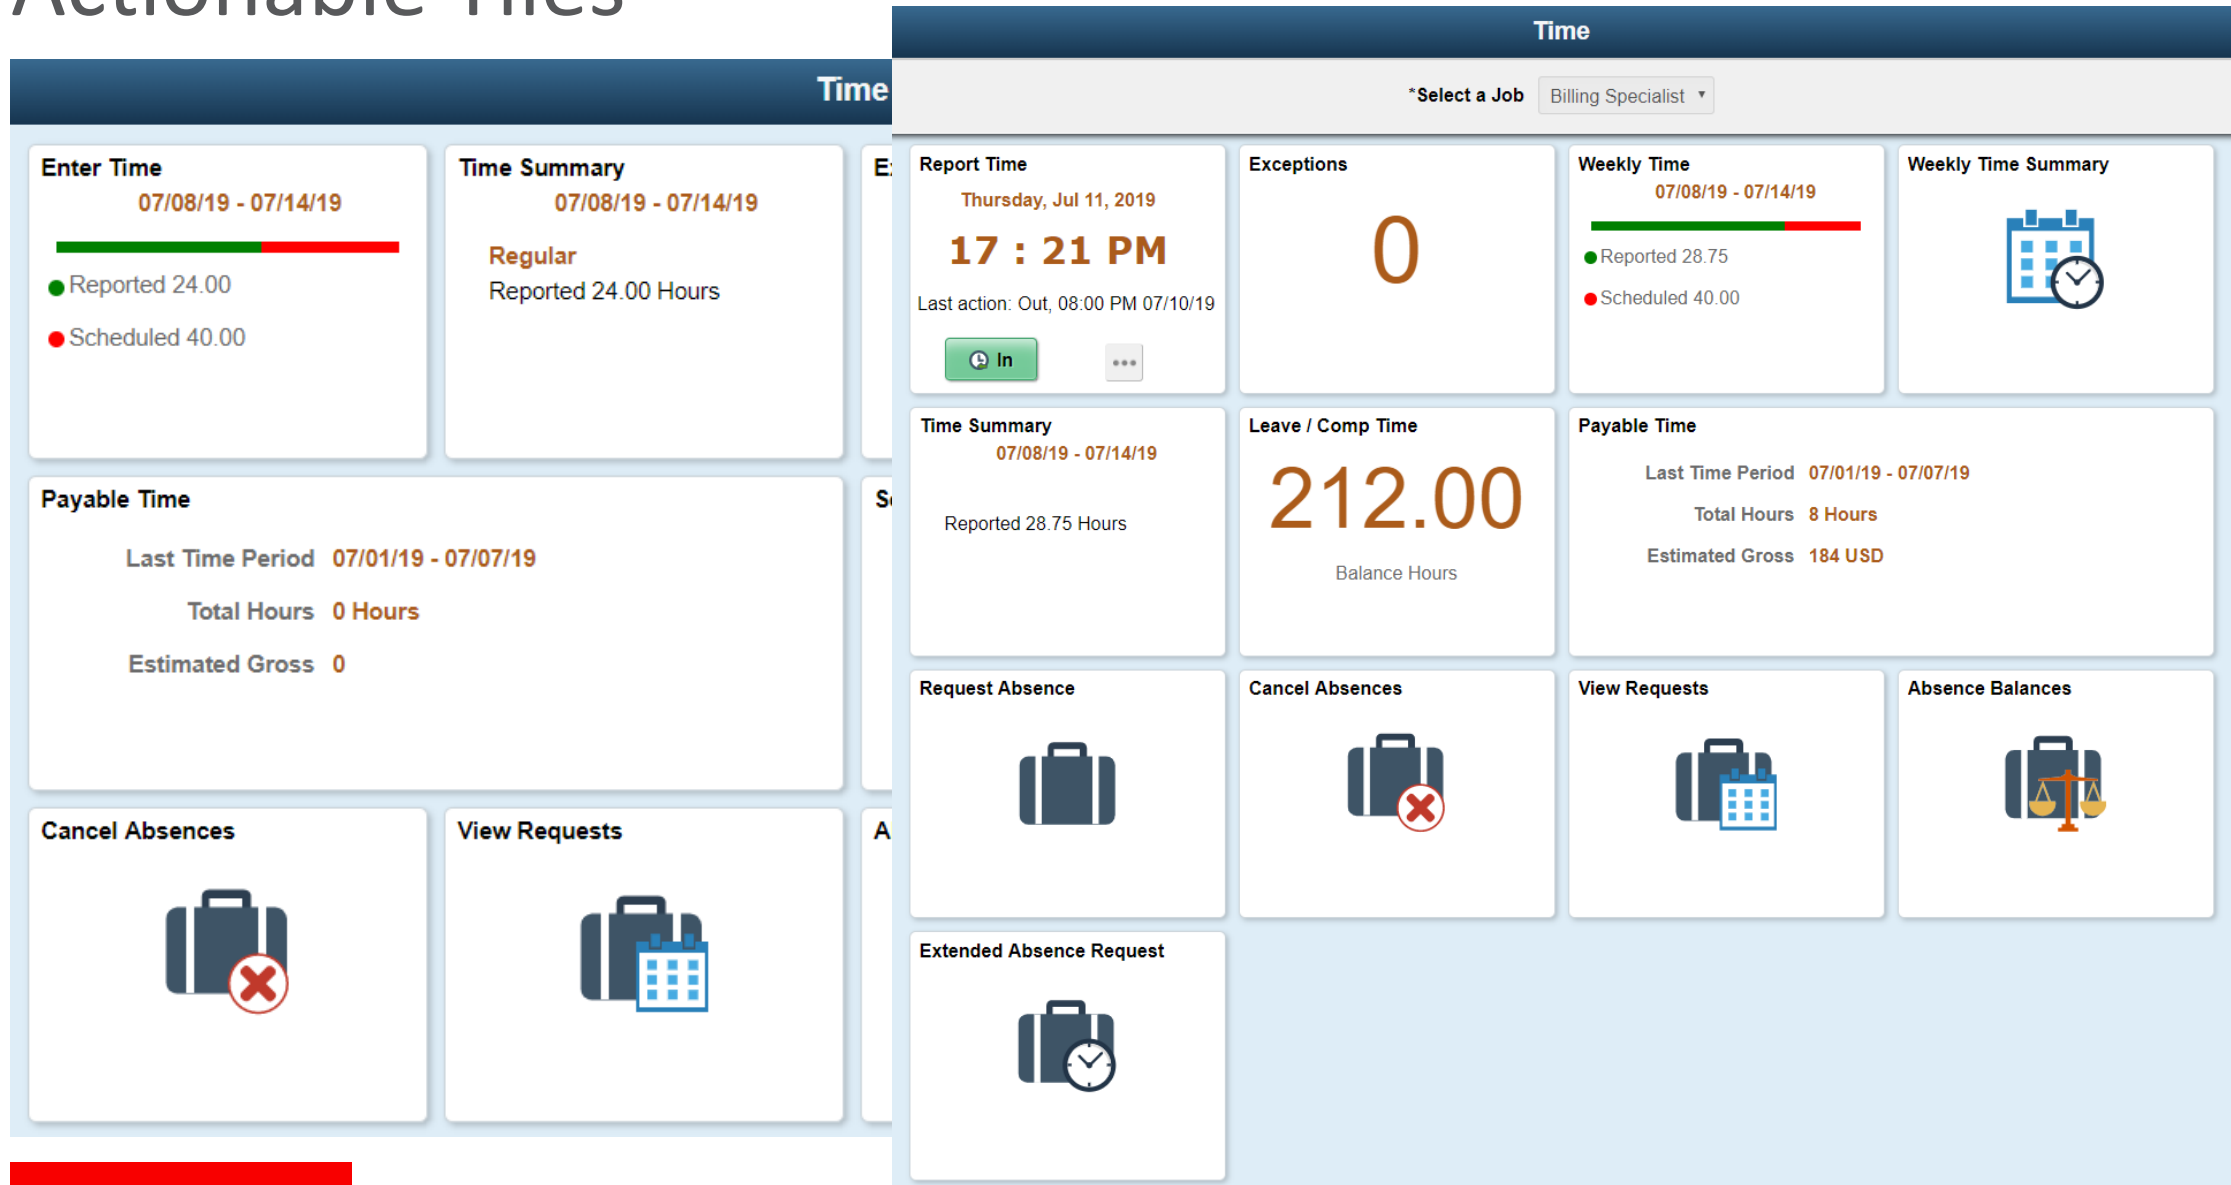 Actionable Tiles
Time
Enter Time
07/08/19 - 07/14/19
Reported 24.00
Scheduled 40.00
Time Summary
07/08/19 - 07/14/19
Regular
Reported 24.00 Hours
Payable Time
Last Time Period 07/01/19 - 07/07/19
Total Hours 0 Hours
Estimated Gross 0
Cancel Absences
View Requests
Time
*Select a Job Billing Specialist
Report Time
Thursday, Jul 11, 2019
17 : 21 PM
Last action: Out, 08:00 PM 07/10/19
In
Exceptions
0
Weekly Time
07/08/19 - 07/14/19
Reported 28.75
Scheduled 40.00
Weekly Time Summary
Time Summary
07/08/19 - 07/14/19
Reported 28.75 Hours
Leave / Comp Time
212.00
Balance Hours
Payable Time
Last Time Period 07/01/19 - 07/07/19
Total Hours 8 Hours
Estimated Gross 184 USD
Request Absence
Cancel Absences
View Requests
Absence Balances
Extended Absence Request